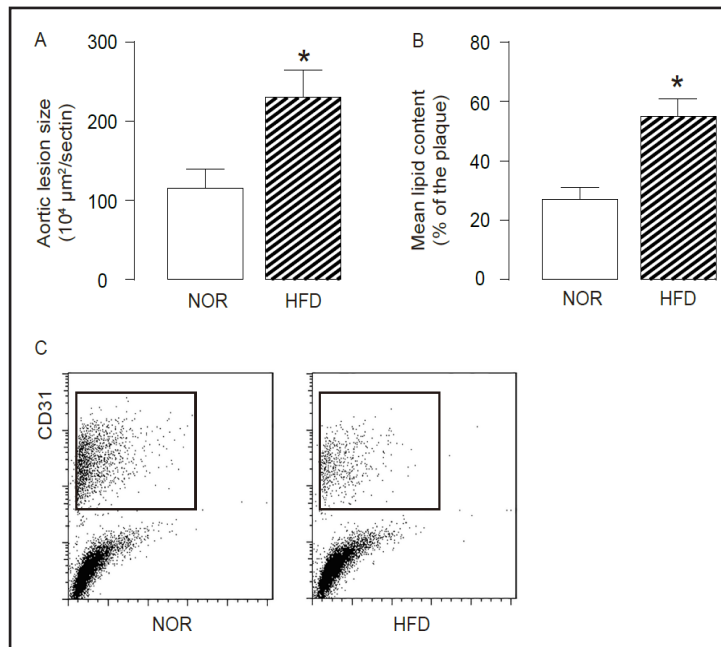 A
300
200
100
0
Aortic lesion size
(10⁴ µm²/sectin)
*
NOR
HFD
B
80
60
40
20
0
Mean lipid content
(% of the plaque)
*
NOR
HFD
C
CD31
NOR
HFD